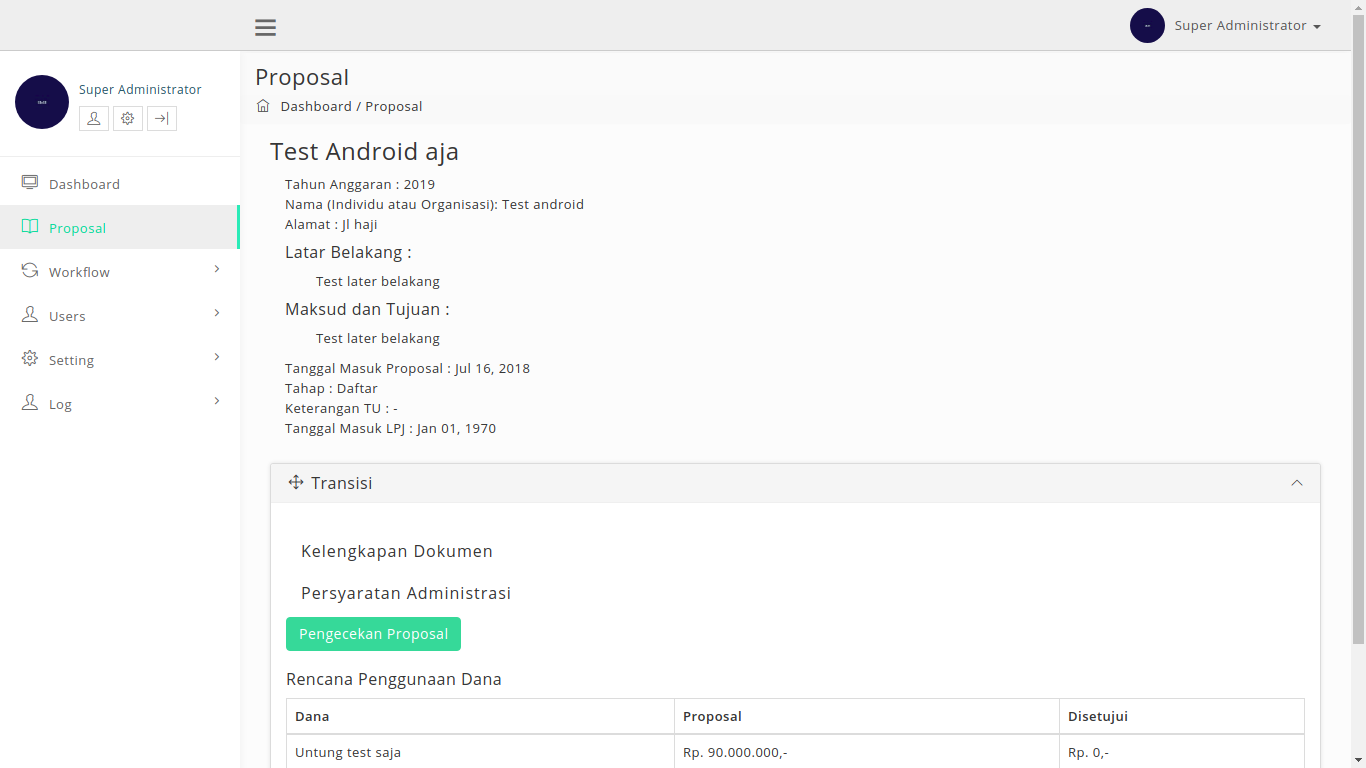 Super Administrator
Super Administrator
Dashboard
Proposal
Workflow
Users
Setting
Log
Proposal
Dashboard / Proposal
Test Android aja
Tahun Anggaran : 2019
Nama (Individu atau Organisasi): Test android
Alamat : Jl haji
Latar Belakang :
Test later belakang
Maksud dan Tujuan :
Test later belakang
Tanggal Masuk Proposal : Jul 16, 2018
Tahap : Daftar
Keterangan TU : -
Tanggal Masuk LPJ : Jan 01, 1970
Transisi
Kelengkapan Dokumen
Persyaratan Administrasi
Pengecekan Proposal
Rencana Penggunaan Dana
Dana Proposal Disetujui
Untung test saja Rp. 90.000.000,- Rp. 0,-